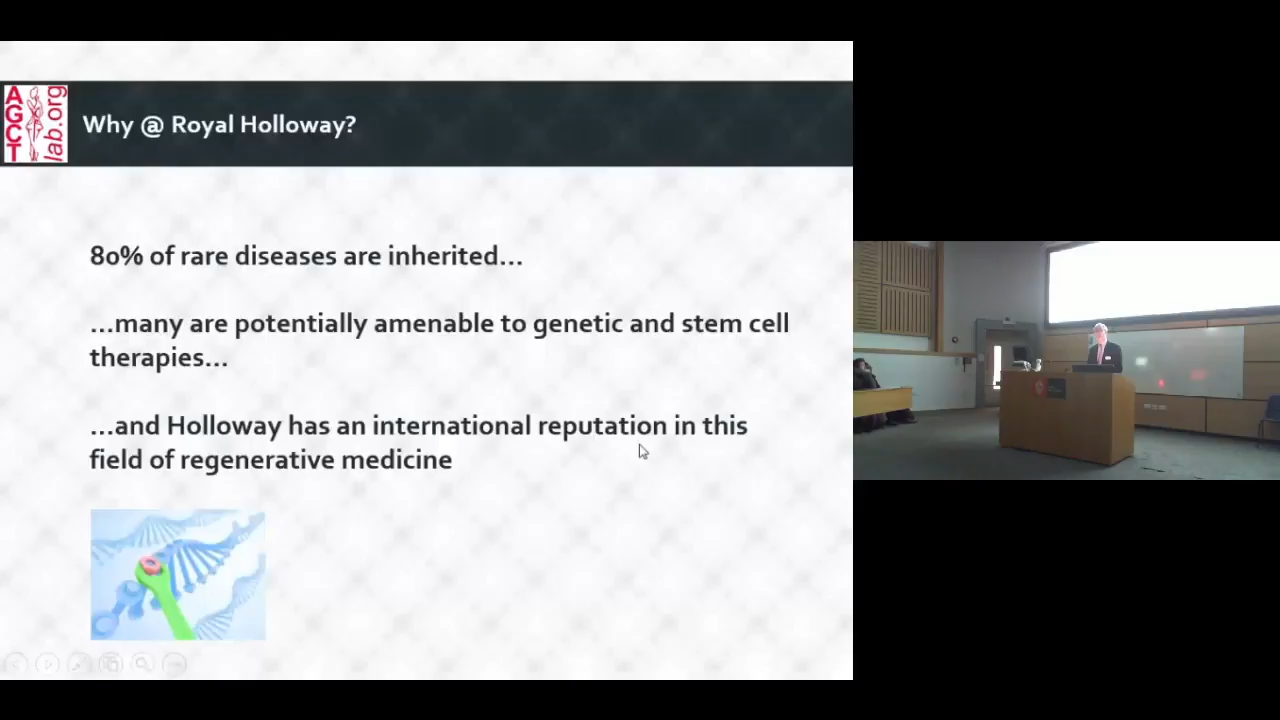 AGCT
lab.org
Why @ Royal Holloway?
80% of rare diseases are inherited...
...many are potentially amenable to genetic and stem cell
therapies...
...and Holloway has an international reputation in this
field of regenerative medicine